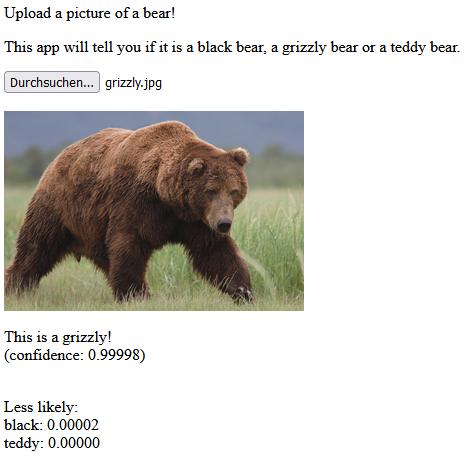 Upload a picture of a bear!
This app will tell you if it is a black bear, a grizzly bear or a teddy bear.
Durchsuchen... grizzly.jpg
This is a grizzly!
(confidence: 0.99998)
Less likely:
black: 0.00002
teddy: 0.00000